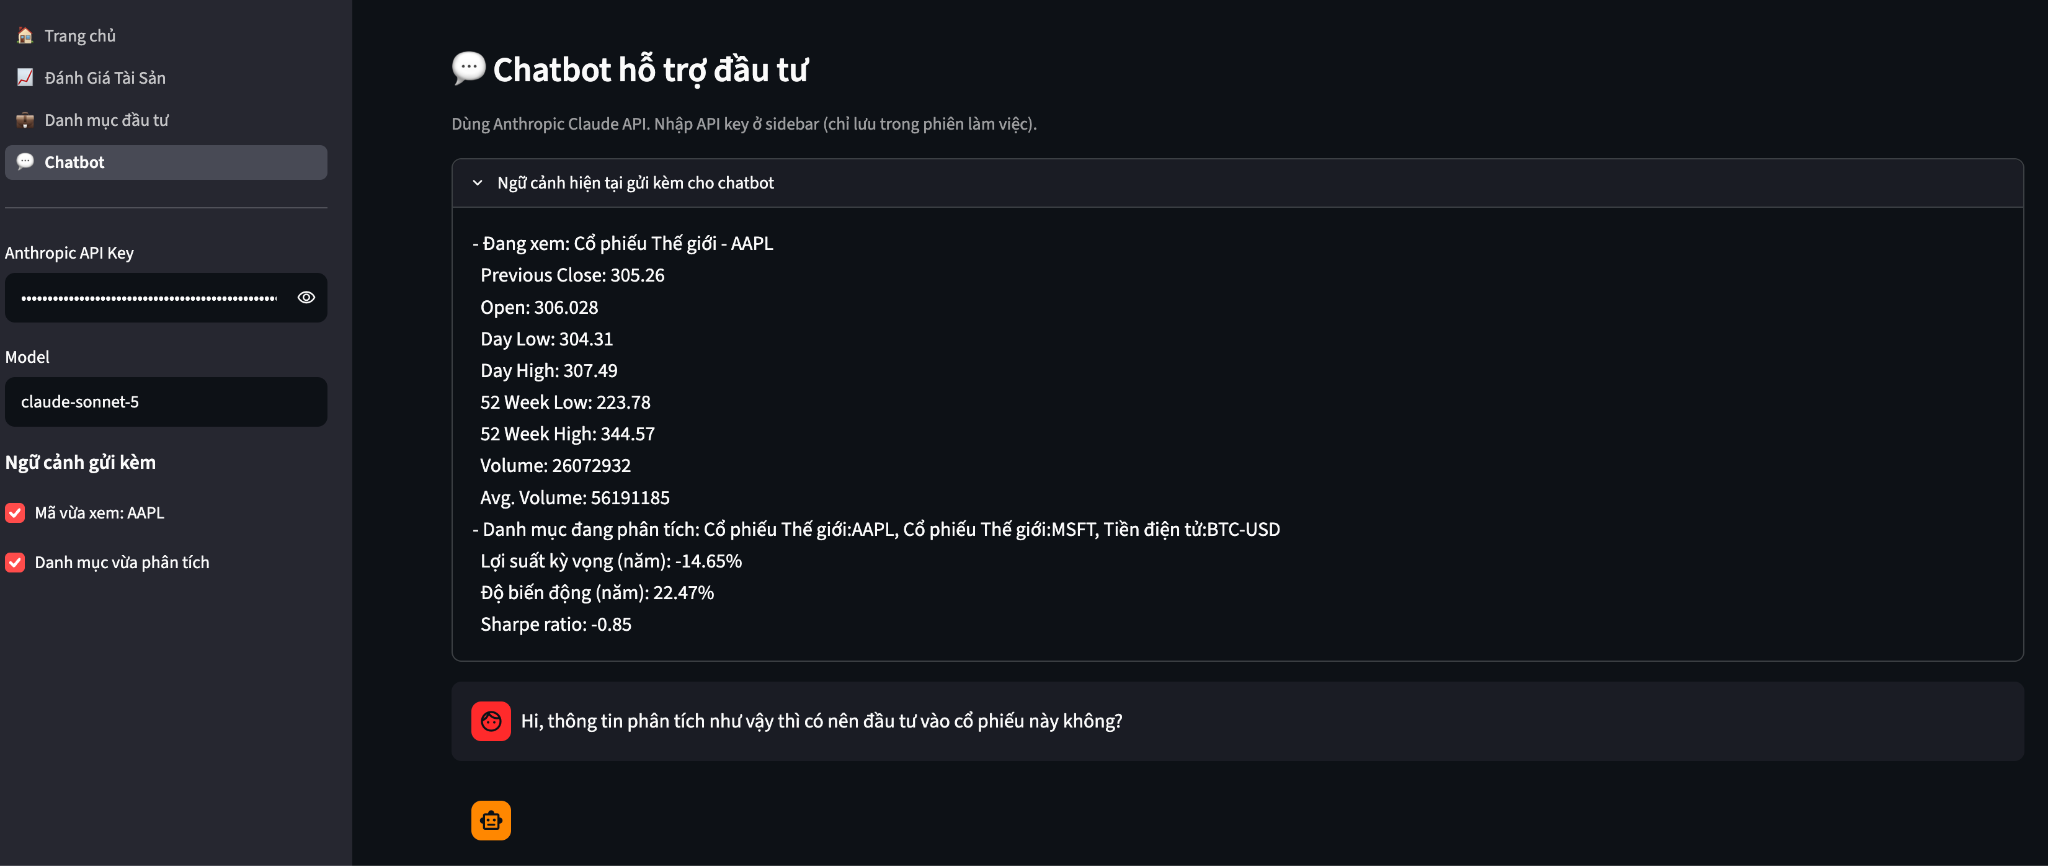 Trang chủ
Đánh Giá Tài Sản
Danh mục đầu tư
Chatbot
Anthropic API Key
Model
claude-sonnet-5
Ngữ cảnh gửi kèm
Mã vừa xem: AAPL
Danh mục vừa phân tích
Chatbot hỗ trợ đầu tư
Dùng Anthropic Claude API. Nhập API key ở sidebar (chỉ lưu trong phiên làm việc).
Ngữ cảnh hiện tại gửi kèm cho chatbot
- Đang xem: Cổ phiếu Thế giới - AAPL
Previous Close: 305.26
Open: 306.028
Day Low: 304.31
Day High: 307.49
52 Week Low: 223.78
52 Week High: 344.57
Volume: 26072932
Avg. Volume: 56191185
- Danh mục đang phân tích: Cổ phiếu Thế giới:AAPL, Cổ phiếu Thế giới:MSFT, Tiền điện tử:BTC-USD
Lợi suất kỳ vọng (năm): -14.65%
Độ biến động (năm): 22.47%
Sharpe ratio: -0.85
Hi, thông tin phân tích như vậy thì có nên đầu tư vào cổ phiếu này không?